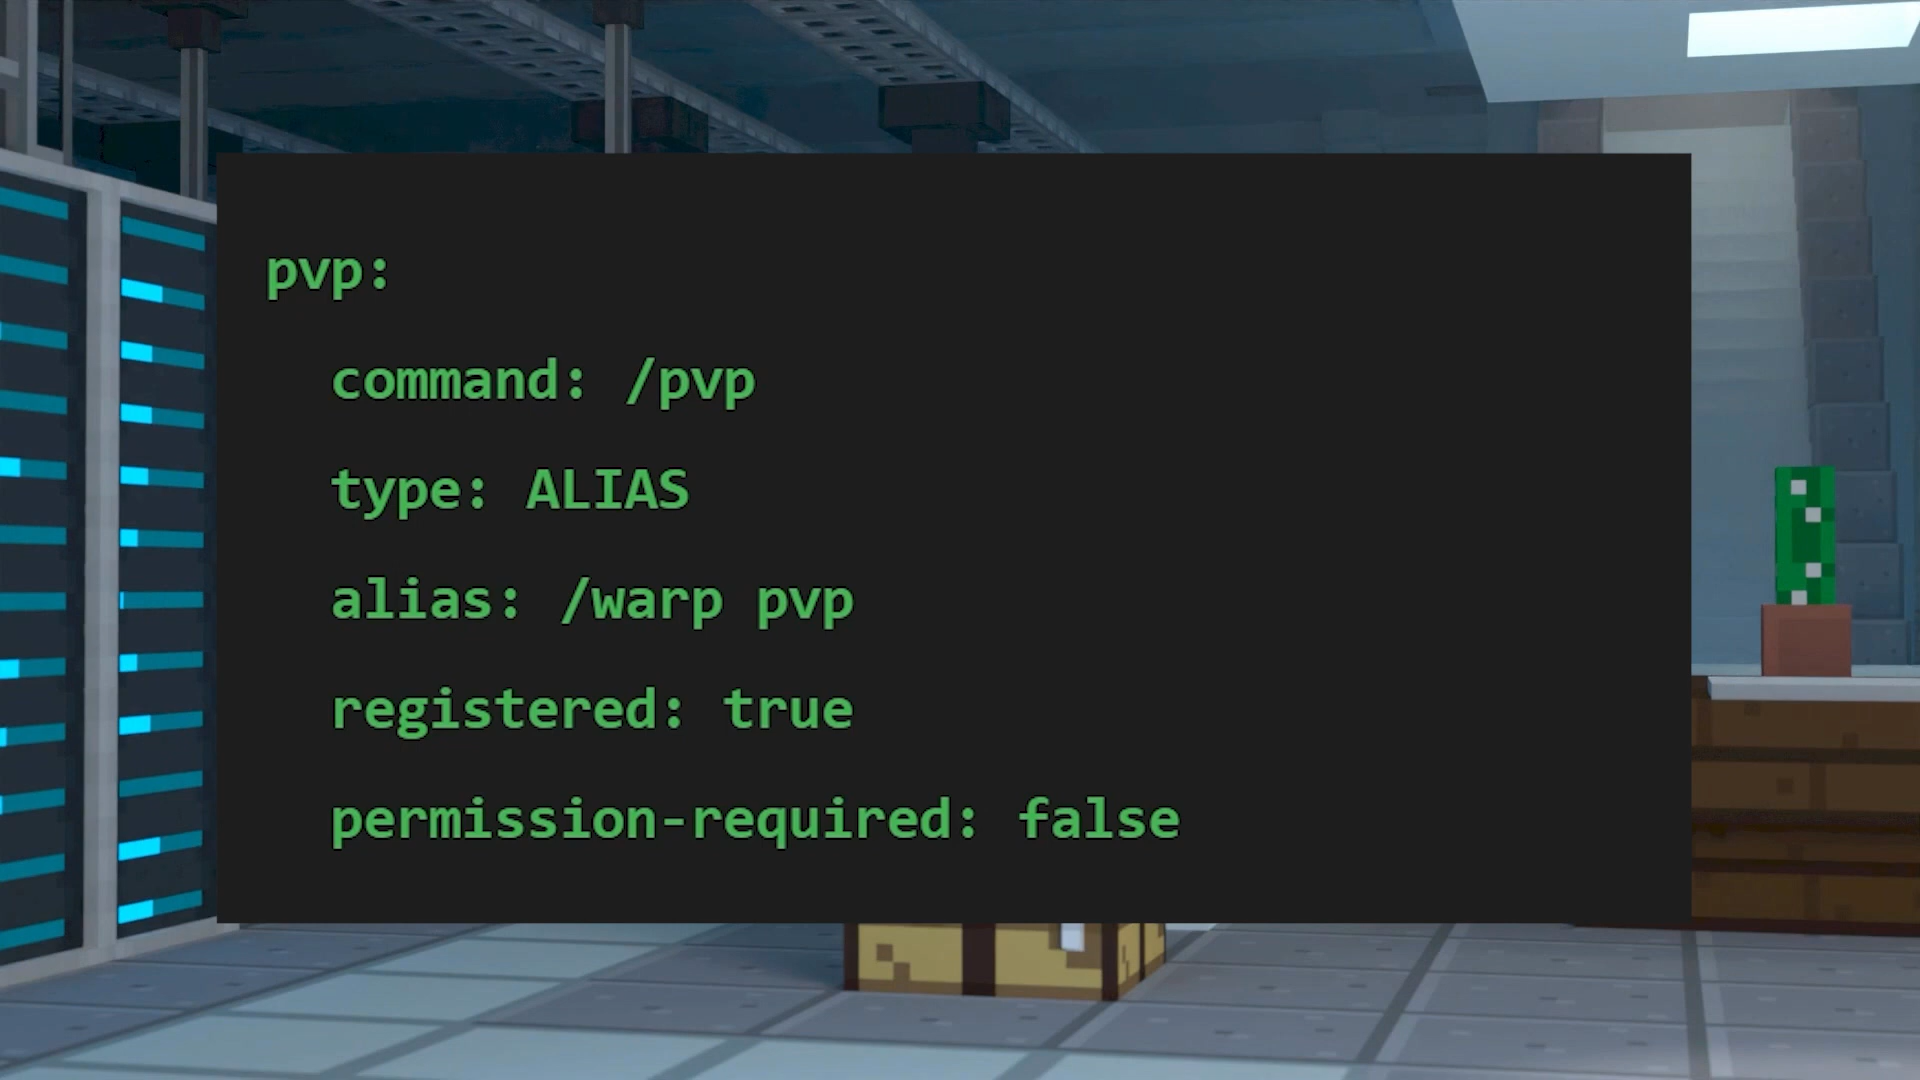 pvp:
command: /pvp
type: ALIAS
alias: /warp pvp
registered: true
permission-required: false